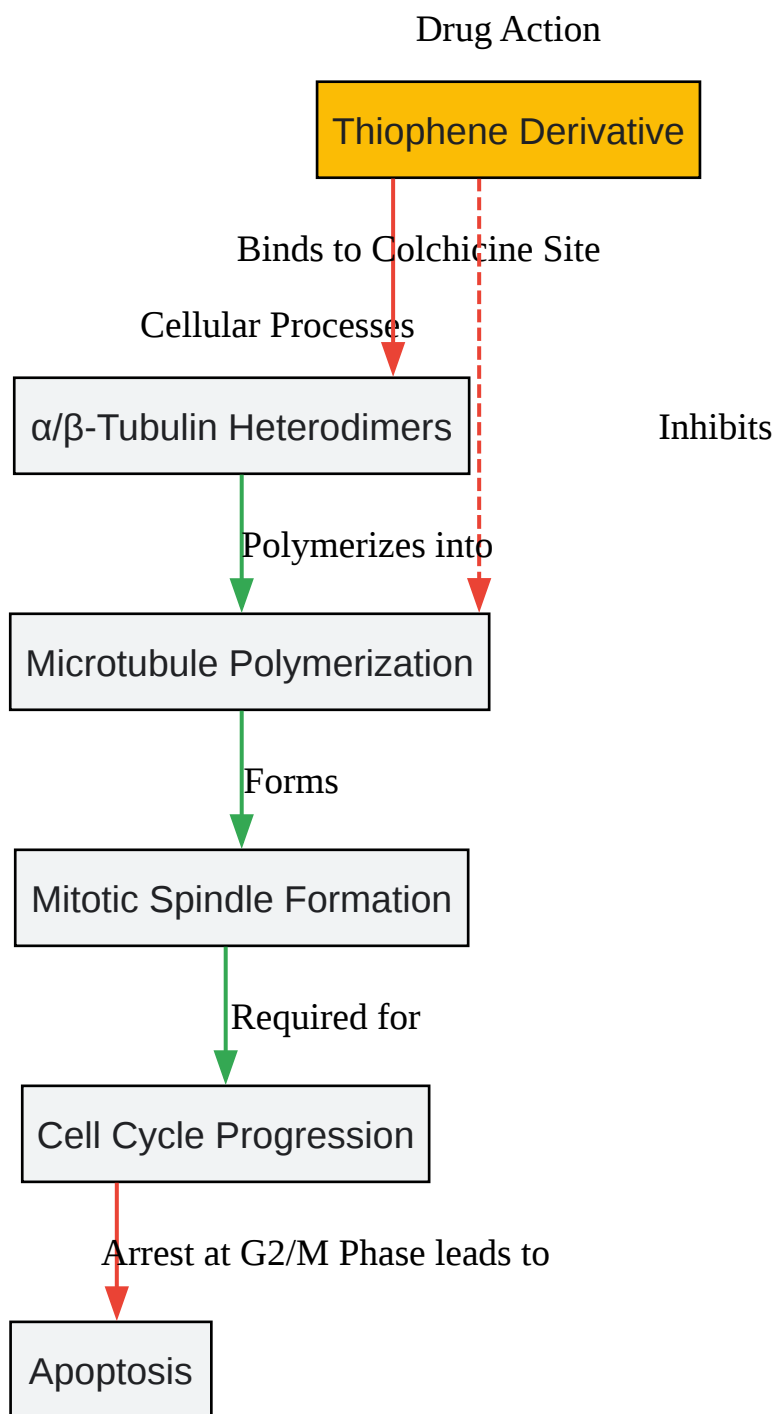 Drug Action
Thiophene Derivative
Binds to Colchicine Site
Cellular Processes
α/β-Tubulin Heterodimers
Inhibits
Polymerizes into
Microtubule Polymerization
Forms
Mitotic Spindle Formation
Required for
Cell Cycle Progression
Arrest at G2/M Phase leads to
Apoptosis